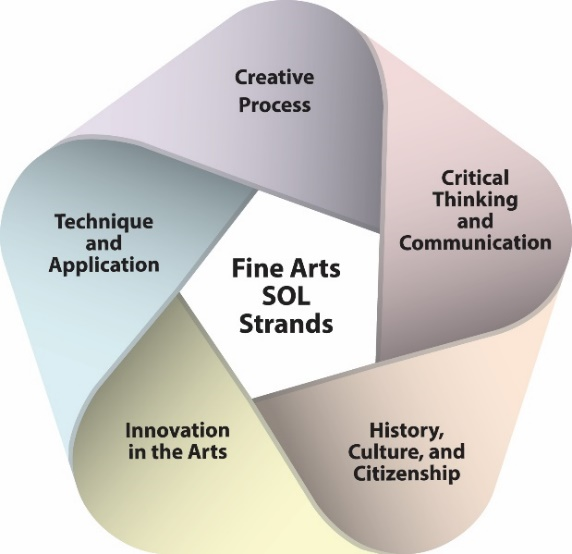 Creative
Process
Critical
Thinking
and
Communication
Technique
and
Application
Fine Arts
SOL
Strands
Innovation
in the Arts
History,
Culture, and
Citizenship